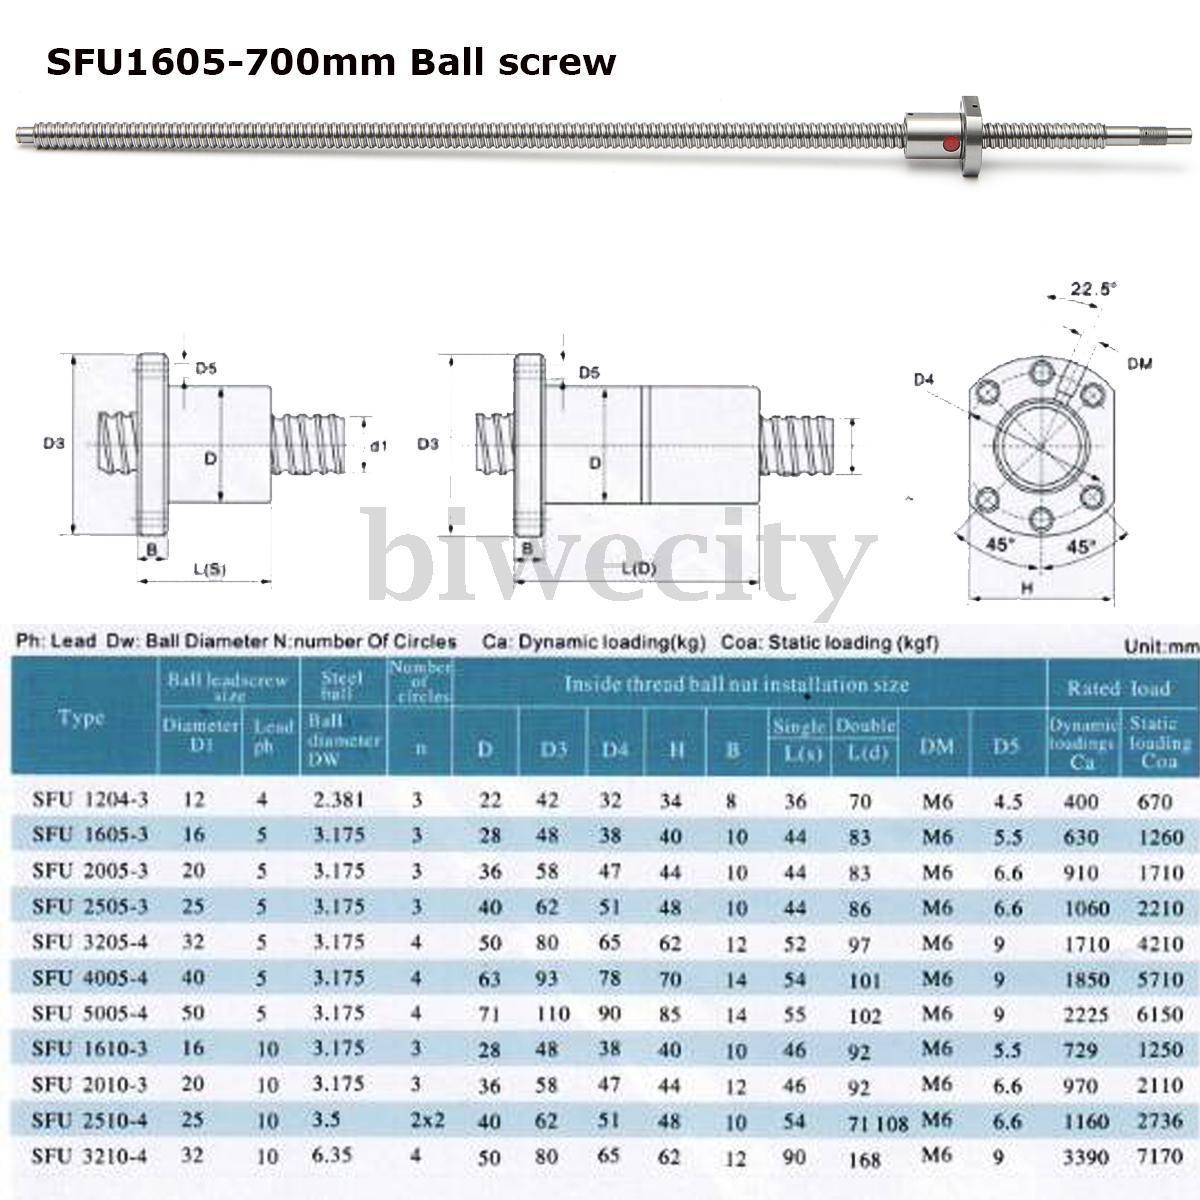 SFU1605-700mm Ball screw
22.5°
D5 D5 DM
D4
D3 D d1 D3 D
biwecity
B L(S) B L(D) 45° 45° H
Ph: Lead Dw: Ball Diameter N:number Of Circles Ca: Dynamic loading(kg) Coa: Static loading (kgf) Unit:mm
Type Ball leadscrew size Steel ball Number of circles Inside thread ball nut installation size Rated load
Diameter D1 Lead ph Ball diameter DW n D D3 D4 H B Single L(s) Double L(d) DM D5 Dynamic loadings Ca Static loading Coa
SFU 1204-3 12 4 2.381 3 22 42 32 34 8 36 70 M6 4.5 400 670
SFU 1605-3 16 5 3.175 3 28 48 38 40 10 44 83 M6 5.5 630 1260
SFU 2005-3 20 5 3.175 3 36 58 47 44 10 44 83 M6 6.6 910 1710
SFU 2505-3 25 5 3.175 3 40 62 51 48 10 44 86 M6 6.6 1060 2210
SFU 3205-4 32 5 3.175 4 50 80 65 62 12 52 97 M6 9 1710 4210
SFU 4005-4 40 5 3.175 4 63 93 78 70 14 54 101 M6 9 1850 5710
SFU 5005-4 50 5 3.175 4 71 110 90 85 14 55 102 M6 9 2225 6150
SFU 1610-3 16 10 3.175 3 28 48 38 40 10 46 92 M6 5.5 729 1250
SFU 2010-3 20 10 3.175 3 36 58 47 44 12 46 92 M6 6.6 970 2110
SFU 2510-4 25 10 3.5 2x2 40 62 51 48 10 54 71 108 M6 6.6 1160 2736
SFU 3210-4 32 10 6.35 4 50 80 65 62 12 90 168 M6 9 3390 7170